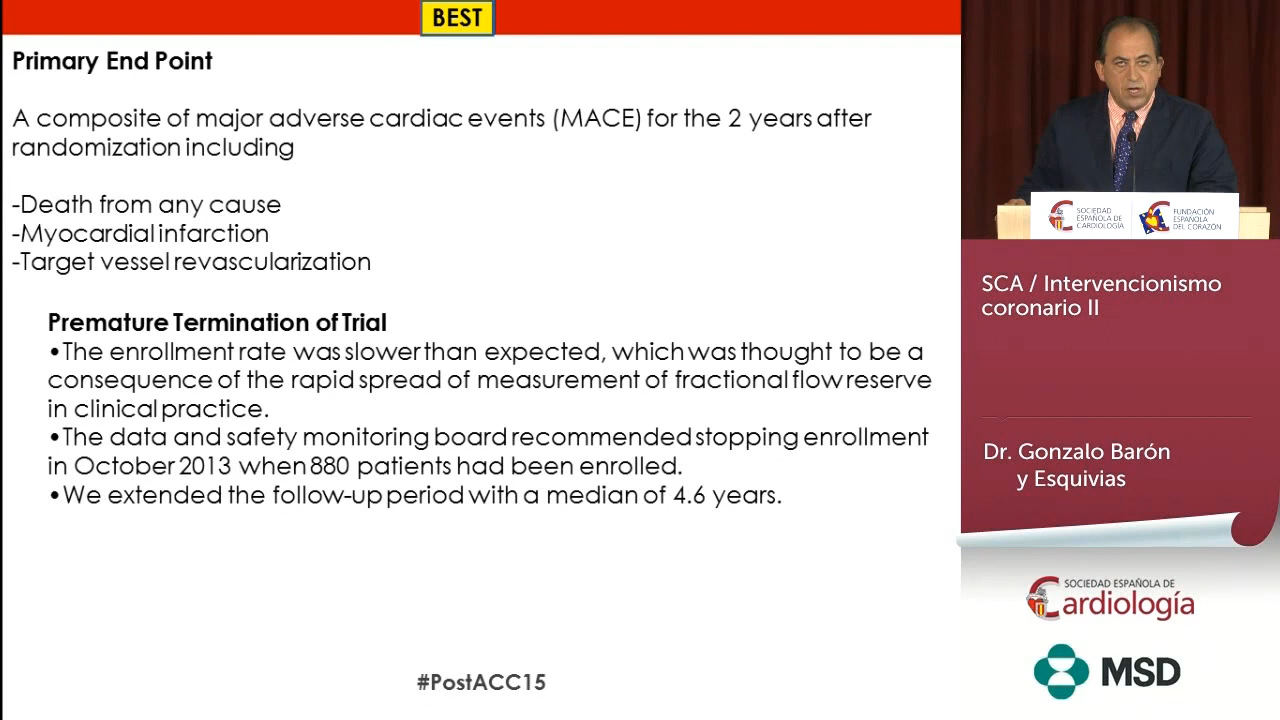 BEST
Primary End Point
A composite of major adverse cardiac events (MACE) for the 2 years after
randomization including
-Death from any cause
-Myocardial infarction
-Target vessel revascularization
Premature Termination of Trial
•The enrollment rate was slower than expected, which was thought to be a
consequence of the rapid spread of measurement of fractional flow reserve
in clinical practice.
•The data and safety monitoring board recommended stopping enrollment
in October 2013 when 880 patients had been enrolled.
•We extended the follow-up period with a median of 4.6 years.
#PostACC15
SOCIEDAD
ESPAÑOLA DE
CARDIOLOGÍA
FUNDACIÓN
ESPAÑOLA
DEL CORAZÓN
SCA / Intervencionismo
coronario II
Dr. Gonzalo Barón
y Esquivias
SOCIEDAD ESPAÑOLA DE
Cardiología
MSD